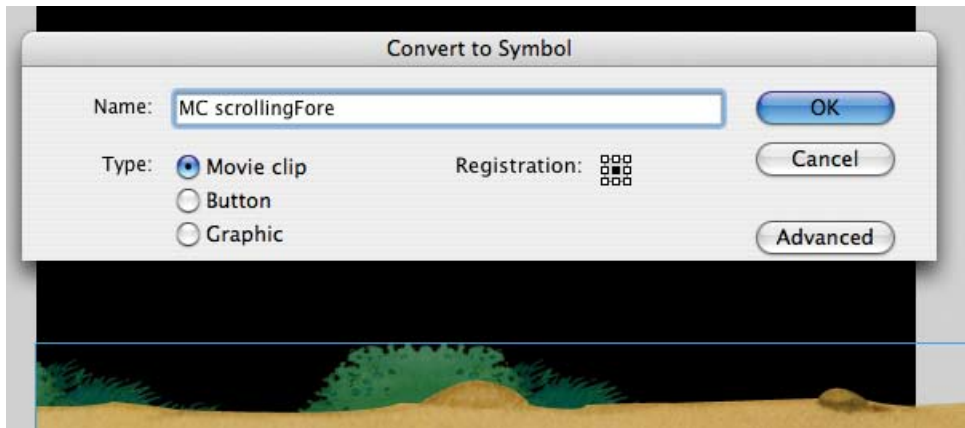 Convert to Symbol
Name: MC scrollingFore OK
Type: Movie clip Registration: Cancel
Button
Graphic Advanced